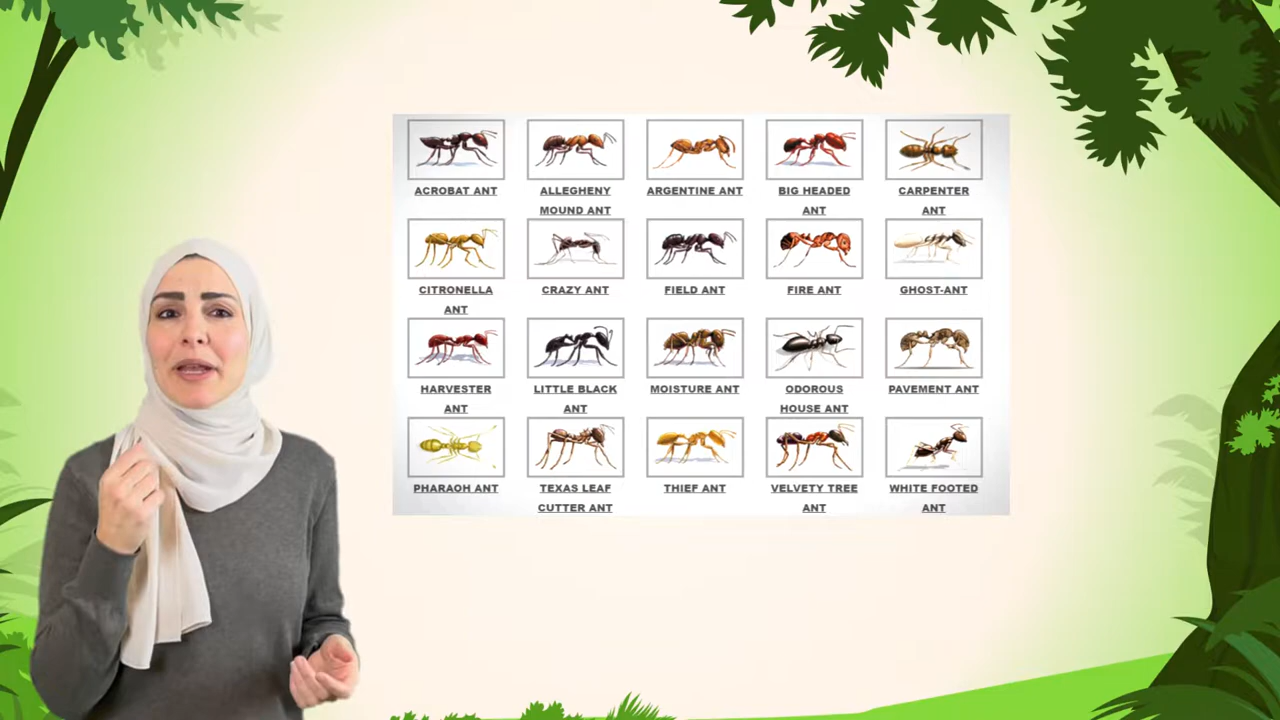 ACROBAT ANT
ALLEGHENY
MOUND ANT
ARGENTINE ANT
BIG HEADED
ANT
CARPENTER
ANT
CITRONELLA
ANT
CRAZY ANT
FIELD ANT
FIRE ANT
GHOST-ANT
HARVESTER
ANT
LITTLE BLACK
ANT
MOISTURE ANT
ODOROUS
HOUSE ANT
PAVEMENT ANT
PHARAOH ANT
TEXAS LEAF
CUTTER ANT
THIEF ANT
VELVETY TREE
ANT
WHITE FOOTED
ANT